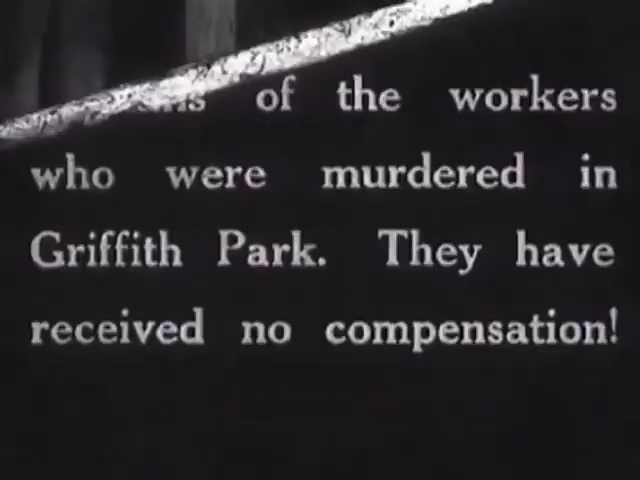 of the workers
who were murdered in
Griffith Park. They have
received no compensation!